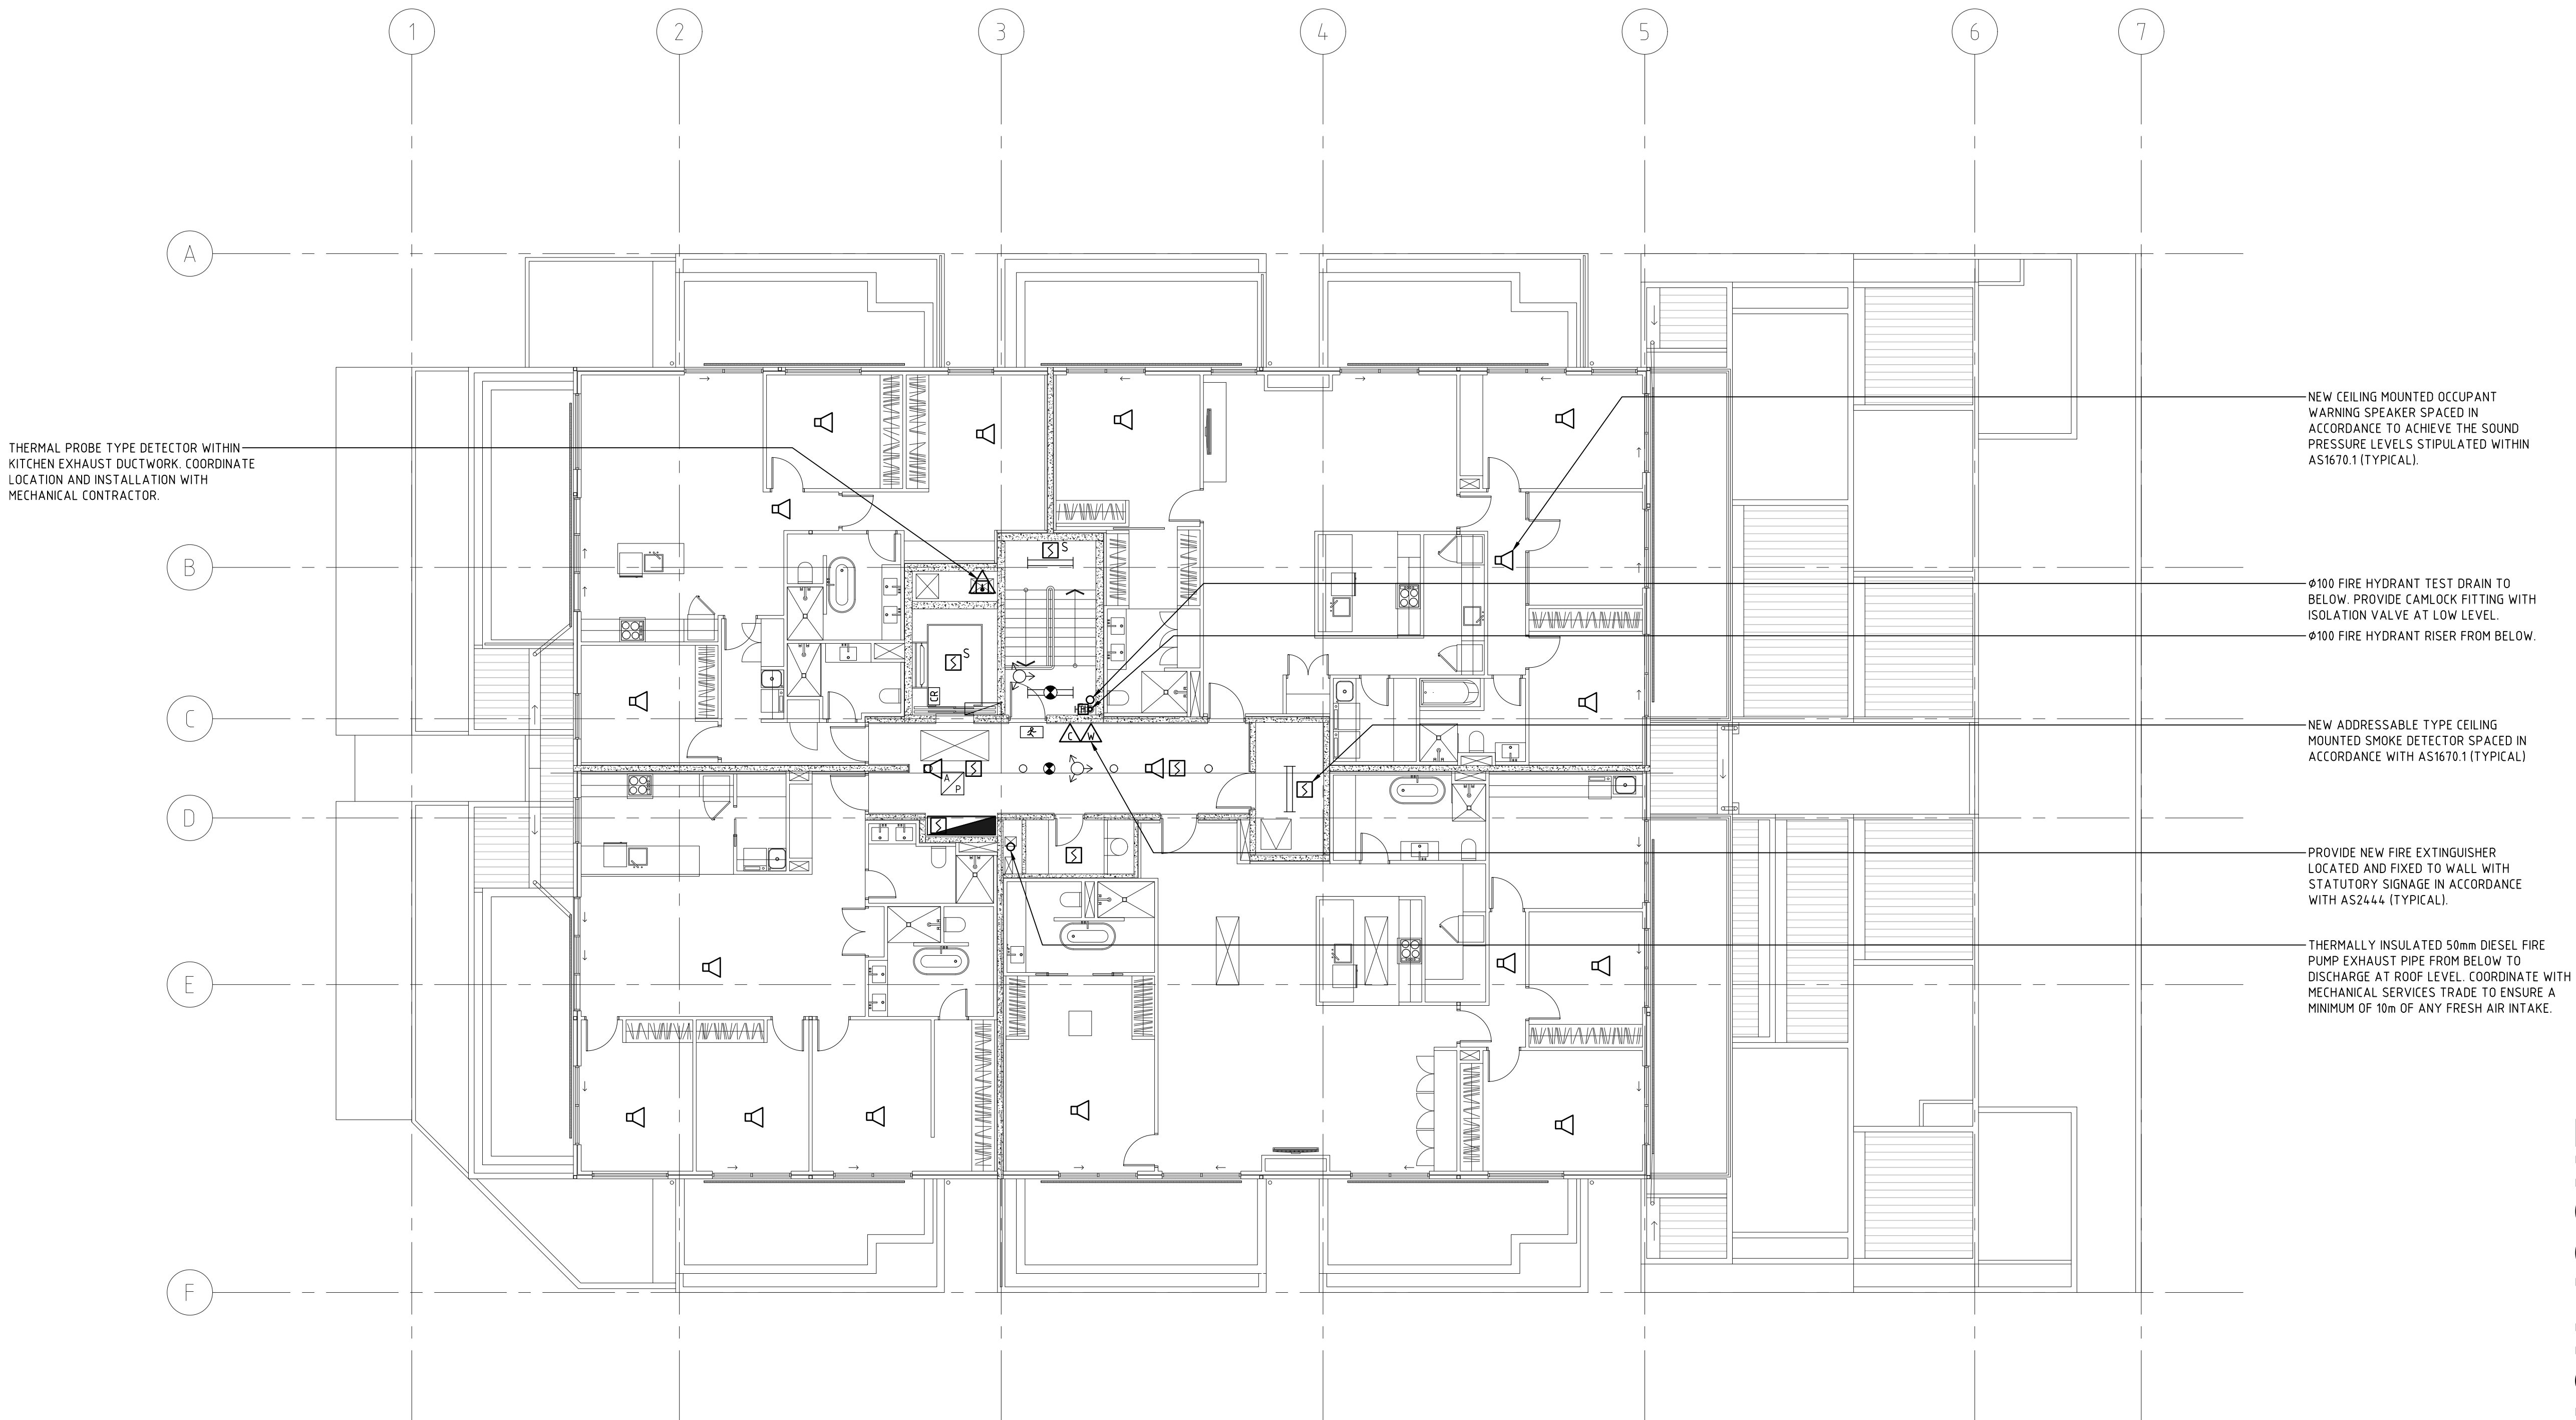 1
2
3
4
5
6
7
A
B
C
D
E
F
THERMAL PROBE TYPE DETECTOR WITHIN
KITCHEN EXHAUST DUCTWORK. COORDINATE
LOCATION AND INSTALLATION WITH
MECHANICAL CONTRACTOR.
NEW CEILING MOUNTED OCCUPANT
WARNING SPEAKER SPACED IN
ACCORDANCE TO ACHIEVE THE SOUND
PRESSURE LEVELS STIPULATED WITHIN
AS1670.1 (TYPICAL).
Ø100 FIRE HYDRANT TEST DRAIN TO
BELOW. PROVIDE CAMLOCK FITTING WITH
ISOLATION VALVE AT LOW LEVEL.
Ø100 FIRE HYDRANT RISER FROM BELOW.
NEW ADDRESSABLE TYPE CEILING
MOUNTED SMOKE DETECTOR SPACED IN
ACCORDANCE WITH AS1670.1 (TYPICAL)
PROVIDE NEW FIRE EXTINGUISHER
LOCATED AND FIXED TO WALL WITH
STATUTORY SIGNAGE IN ACCORDANCE
WITH AS2444 (TYPICAL).
THERMALLY INSULATED 50mm DIESEL FIRE
PUMP EXHAUST PIPE FROM BELOW TO
DISCHARGE AT ROOF LEVEL. COORDINATE WITH
MECHANICAL SERVICES TRADE TO ENSURE A
MINIMUM OF 10m OF ANY FRESH AIR INTAKE.
S
S
CR
H
C W
A
P